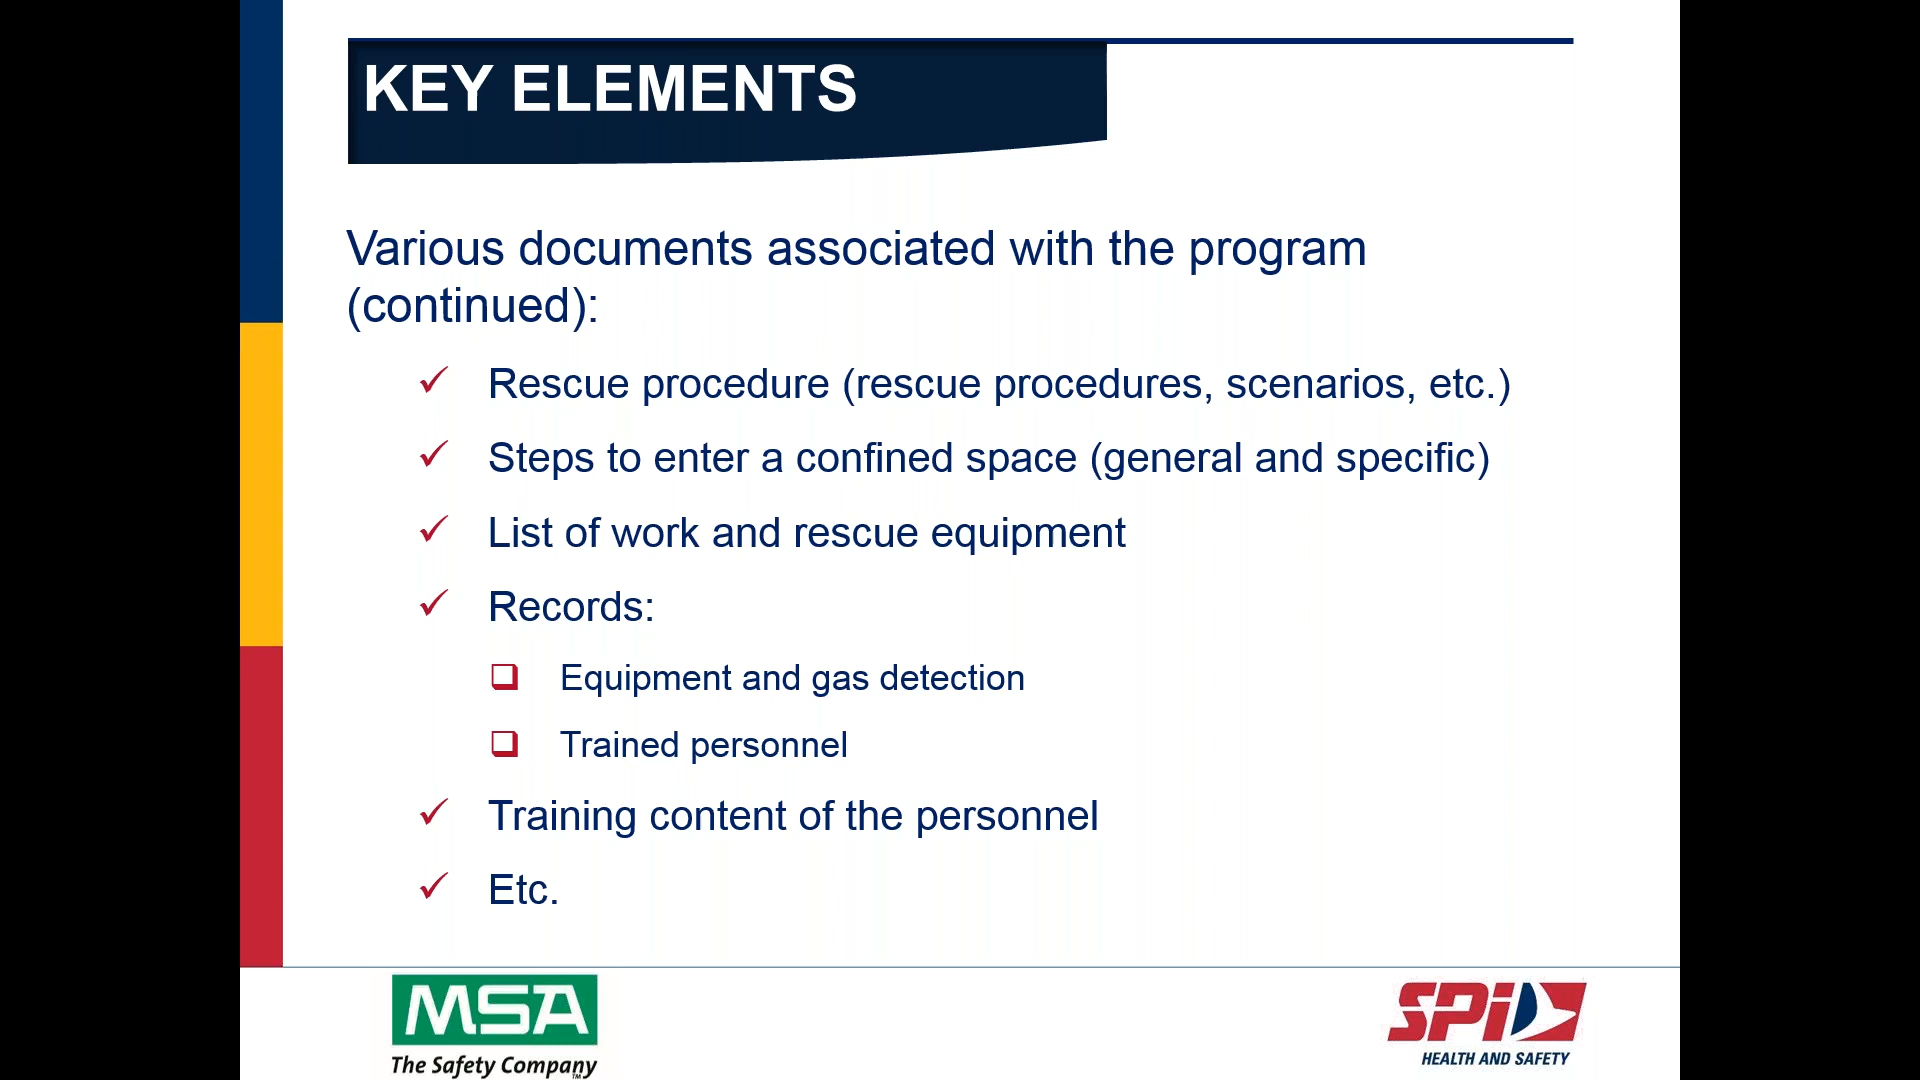 KEY ELEMENTS
Various documents associated with the program
(continued):
Rescue procedure (rescue procedures, scenarios, etc.)
Steps to enter a confined space (general and specific)
List of work and rescue equipment
Records:
Equipment and gas detection
Trained personnel
Training content of the personnel
Etc.
MSA
The Safety Company™
SPi
HEALTH AND SAFETY